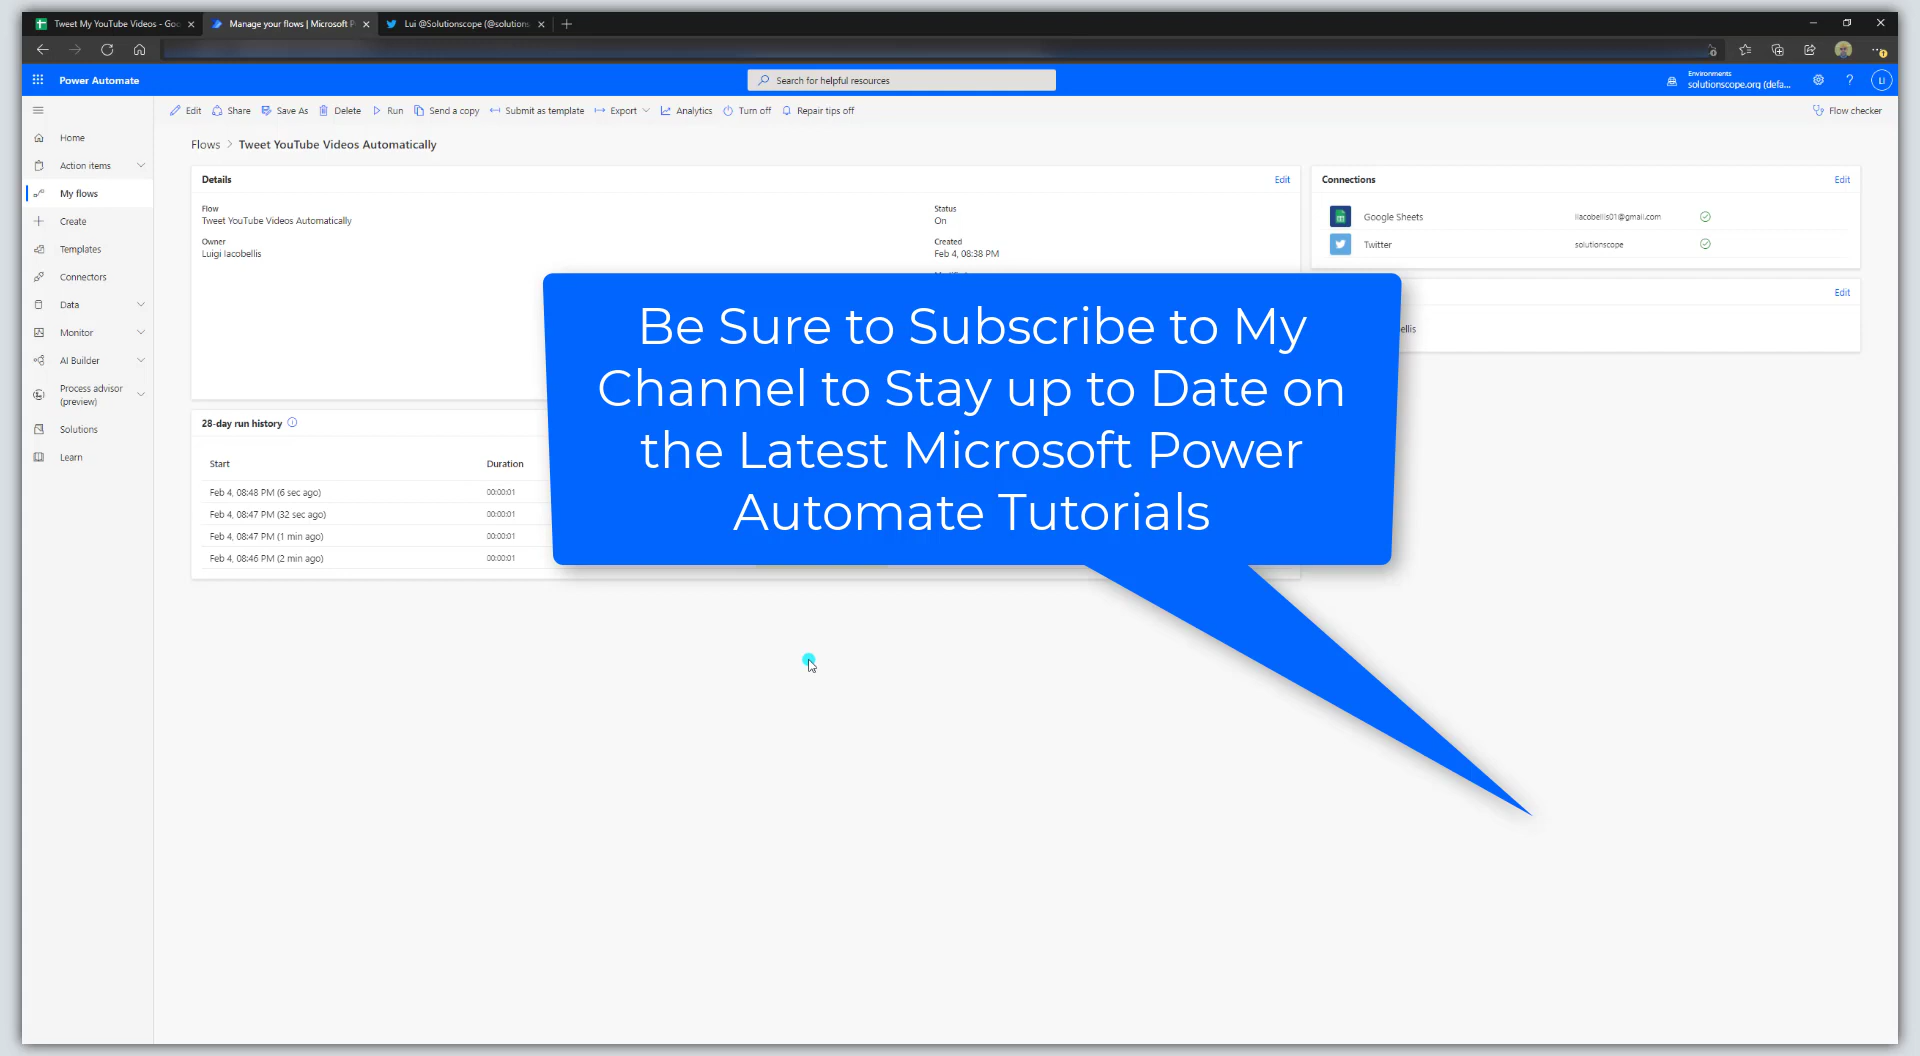 Tweet My YouTube Videos - Goo
Manage your flows | Microsoft P
Lui @Solutionscope (@solution
Power Automate
Search for helpful resources
Environments
solutionscope.org (defa...
LI
Edit
Share
Save As
Delete
Run
Send a copy
Submit as template
Export
Analytics
Turn off
Repair tips off
Flow checker
Home
Action items
My flows
Create
Templates
Connectors
Data
Monitor
AI Builder
Process advisor
(preview)
Solutions
Learn
Flows > Tweet YouTube Videos Automatically
Details
Edit
Flow
Tweet YouTube Videos Automatically
Owner
Luigi Iacobellis
Status
On
Created
Feb 4, 08:38 PM
Connections
Edit
Google Sheets
liacobellis01@gmail.com
Twitter
solutionscope
Edit
ellis
Be Sure to Subscribe to My
Channel to Stay up to Date on
the Latest Microsoft Power
Automate Tutorials
28-day run history
Start
Duration
Feb 4, 08:48 PM (6 sec ago)
00:00:01
Feb 4, 08:47 PM (32 sec ago)
00:00:01
Feb 4, 08:47 PM (1 min ago)
00:00:01
Feb 4, 08:46 PM (2 min ago)
00:00:01